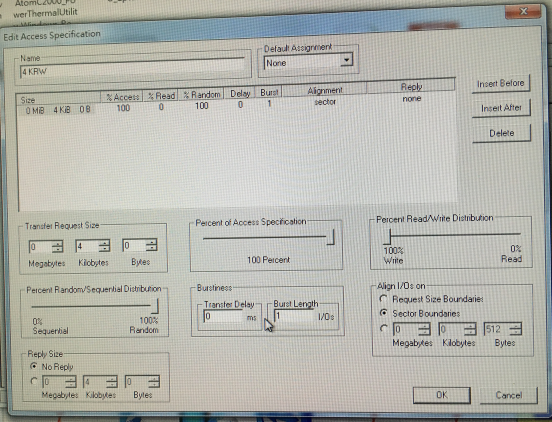 AtomC2000_Po
werThermalUtilit
Edit Access Specification
Name
4 KRW
Default Assignment
None
Size % Access % Read % Random Delay Burst Alignment Reply
0 MiB 4 KiB 0 B 100 0 100 0 1 sector none
Insert Before
Insert After
Delete
Transfer Request Size
0 4 0
Megabytes Kilobytes Bytes
Percent of Access Specification
100 Percent
Percent Read/Write Distribution
100% 0%
Write Read
Percent Random/Sequential Distribution
0% 100%
Sequential Random
Burstiness
Transfer Delay
0 ms
Burst Length
1 I/Os
Align I/Os on
Request Size Boundaries
Sector Boundaries
0 0 512
Megabytes Kilobytes Bytes
Reply Size
No Reply
0 4 0
Megabytes Kilobytes Bytes
OK Cancel